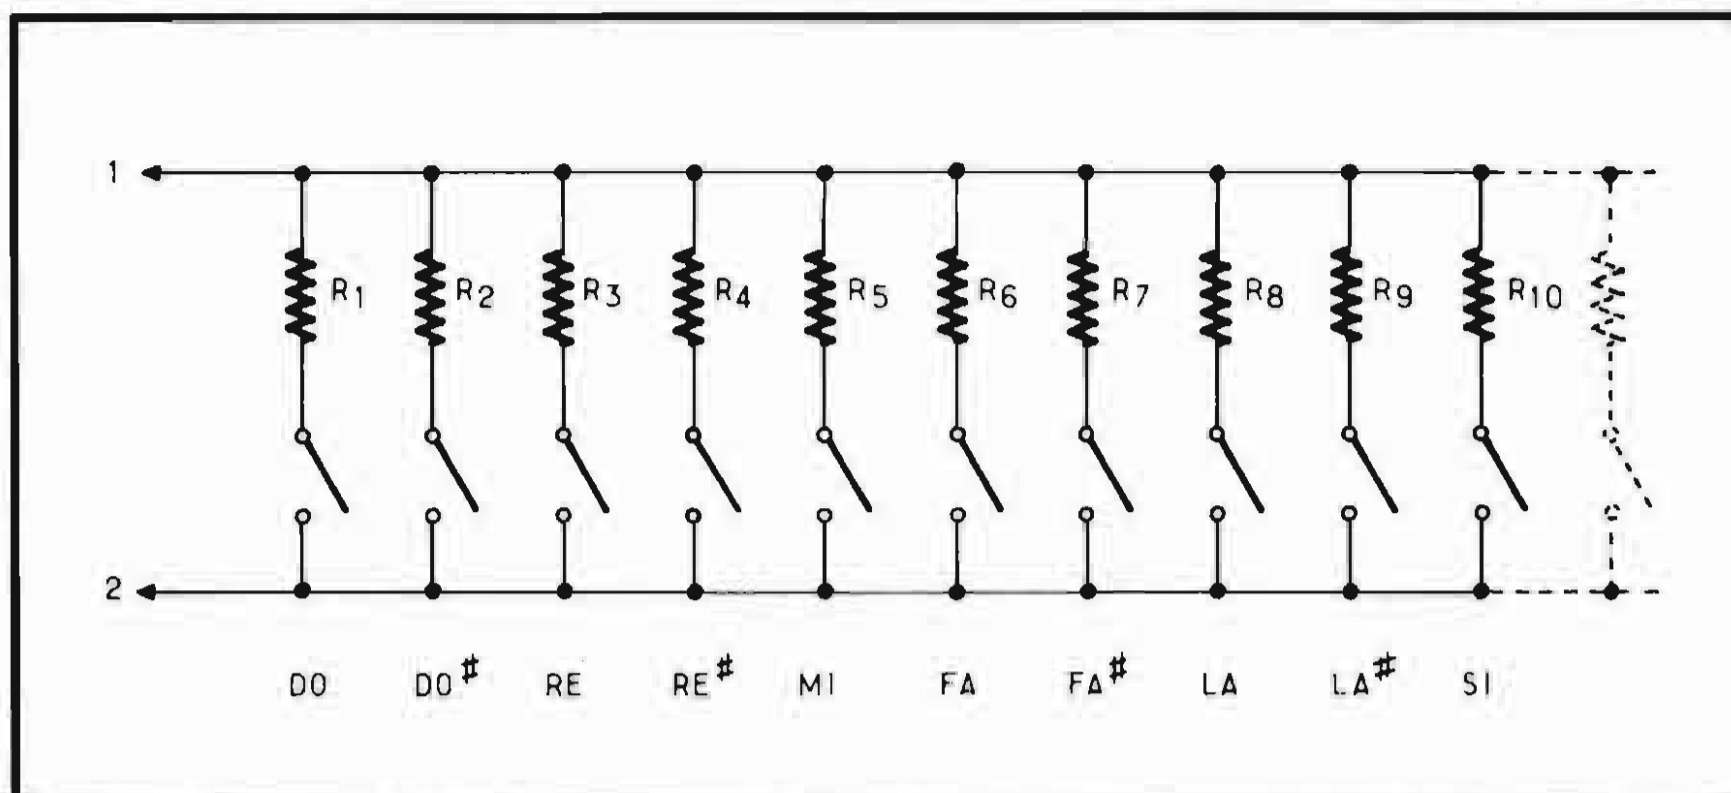 1
R1 R2 R3 R4 R5 R6 R7 R8 R9 R10
2
DO DO# RE RE# MI FA FA# LA LA# SI